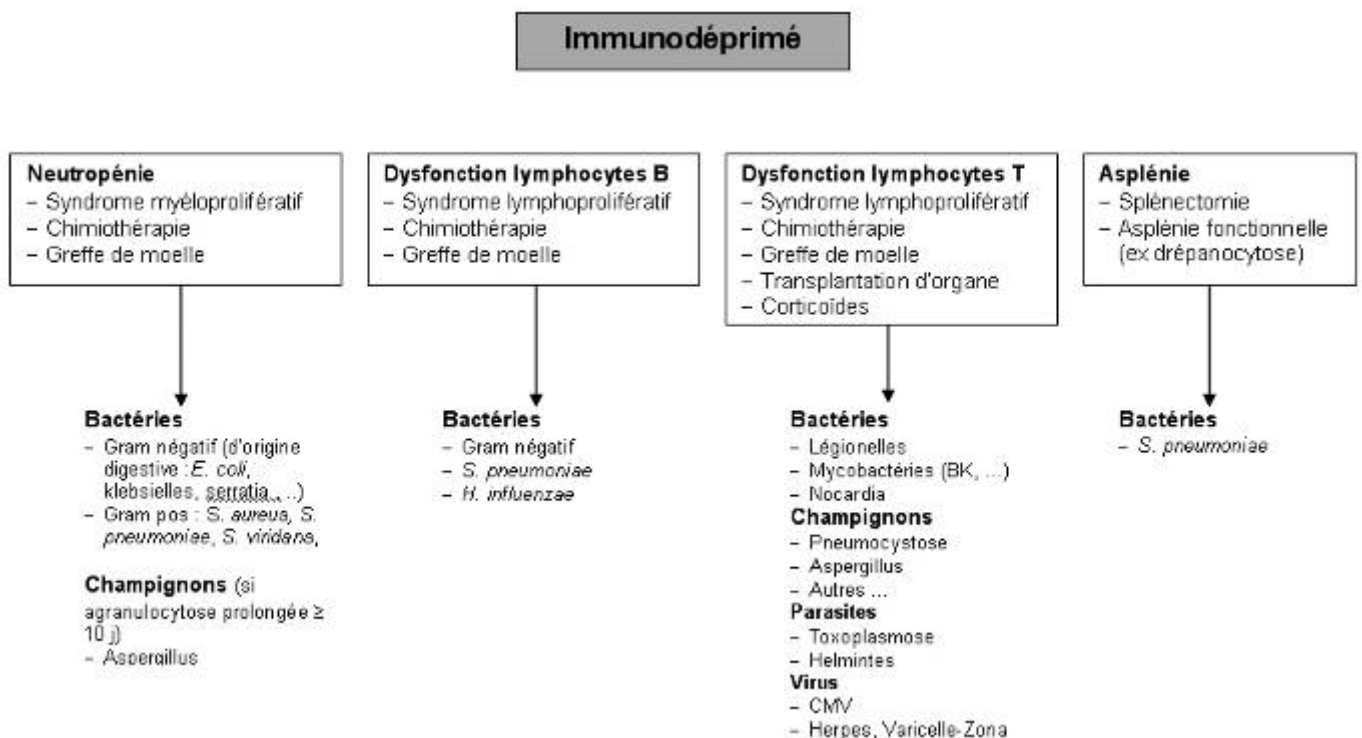 Immunodéprimé
Neutropénie
– Syndrome myéloprolifératif
– Chimiothérapie
– Greffe de moelle
Dysfonction lymphocytes B
– Syndrome lymphoprolifératif
– Chimiothérapie
– Greffe de moelle
Dysfonction lymphocytes T
– Syndrome lymphoprolifératif
– Chimiothérapie
– Greffe de moelle
– Transplantation d'organe
– Corticoïdes
Asplénie
– Splénectomie
– Asplénie fonctionnelle
(ex drépanocytose)
Bactéries
– Gram négatif (d'origine
digestive :E. coli,
klebsielles, serratia, ..)
– Gram pos : S. aureus, S.
pneumoniae, S. viridans,
Champignons (si
agranulocytose prolongée ≥
10 j)
– Aspergillus
Bactéries
– Gram négatif
– S. pneumoniae
– H. influenzae
Bactéries
– Légionelles
– Mycobactéries (BK, ...)
– Nocardia
Champignons
– Pneumocystose
– Aspergillus
– Autres ...
Parasites
– Toxoplasmose
– Helmintes
Virus
– CMV
– Herpes, Varicelle-Zona
Bactéries
– S. pneumoniae